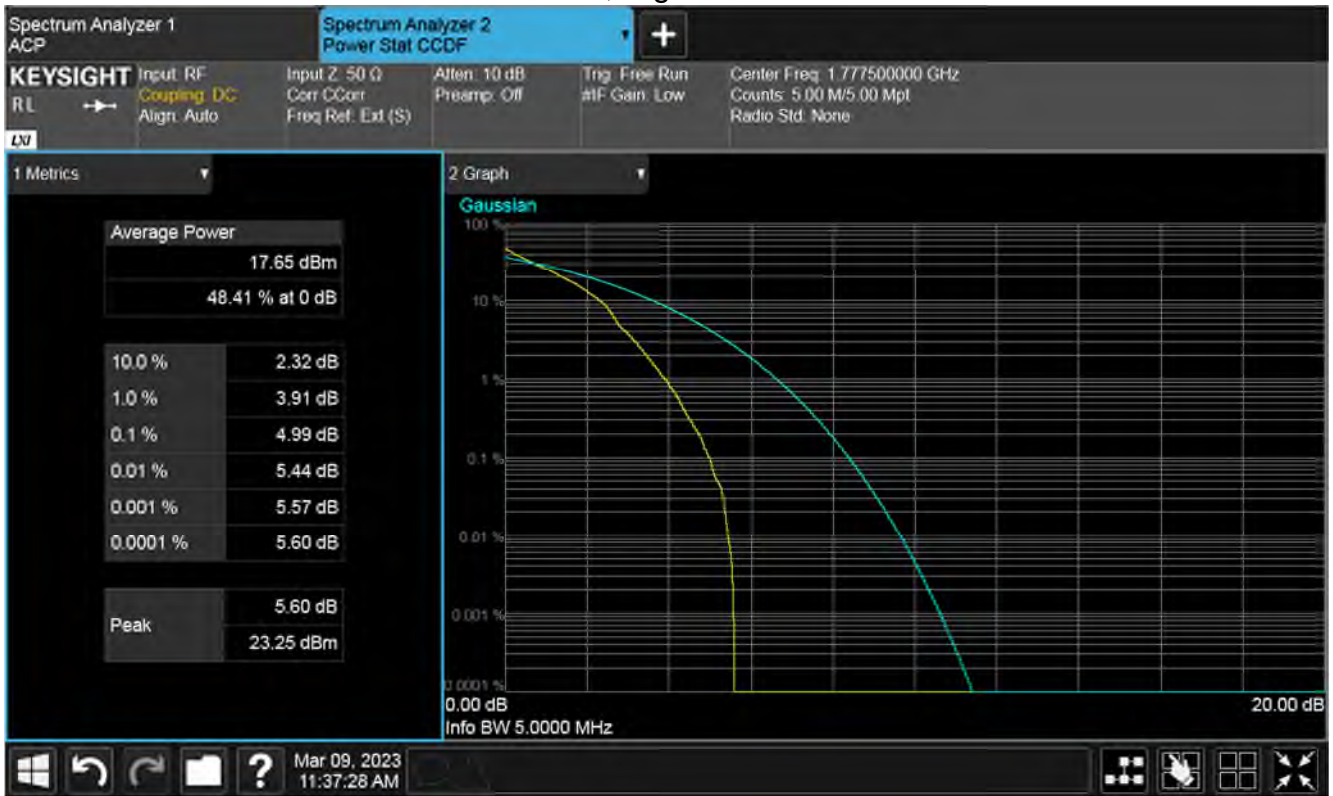 Spectrum Analyzer 1
ACP
Spectrum Analyzer 2
Power Stat CCDF
KEYSIGHT
RL
LXI
Input: RF
Coupling: DC
Align: Auto
Input Z: 50 Ω
Corr CCorr
Freq Ref: Ext (S)
Atten: 10 dB
Preamp: Off
Trig: Free Run
#IF Gain: Low
Center Freq: 1.777500000 GHz
Counts: 5.00 M/5.00 Mpt
Radio Std: None
1 Metrics
Average Power
17.65 dBm
48.41 % at 0 dB
10.0 % 2.32 dB
1.0 % 3.91 dB
0.1 % 4.99 dB
0.01 % 5.44 dB
0.001 % 5.57 dB
0.0001 % 5.60 dB
Peak
5.60 dB
23.25 dBm
2 Graph
Gaussian
100 %
10 %
1 %
0.1 %
0.01 %
0.001 %
0.0001 %
0.00 dB 20.00 dB
Info BW 5.0000 MHz
?
Mar 09, 2023
11:37:28 AM